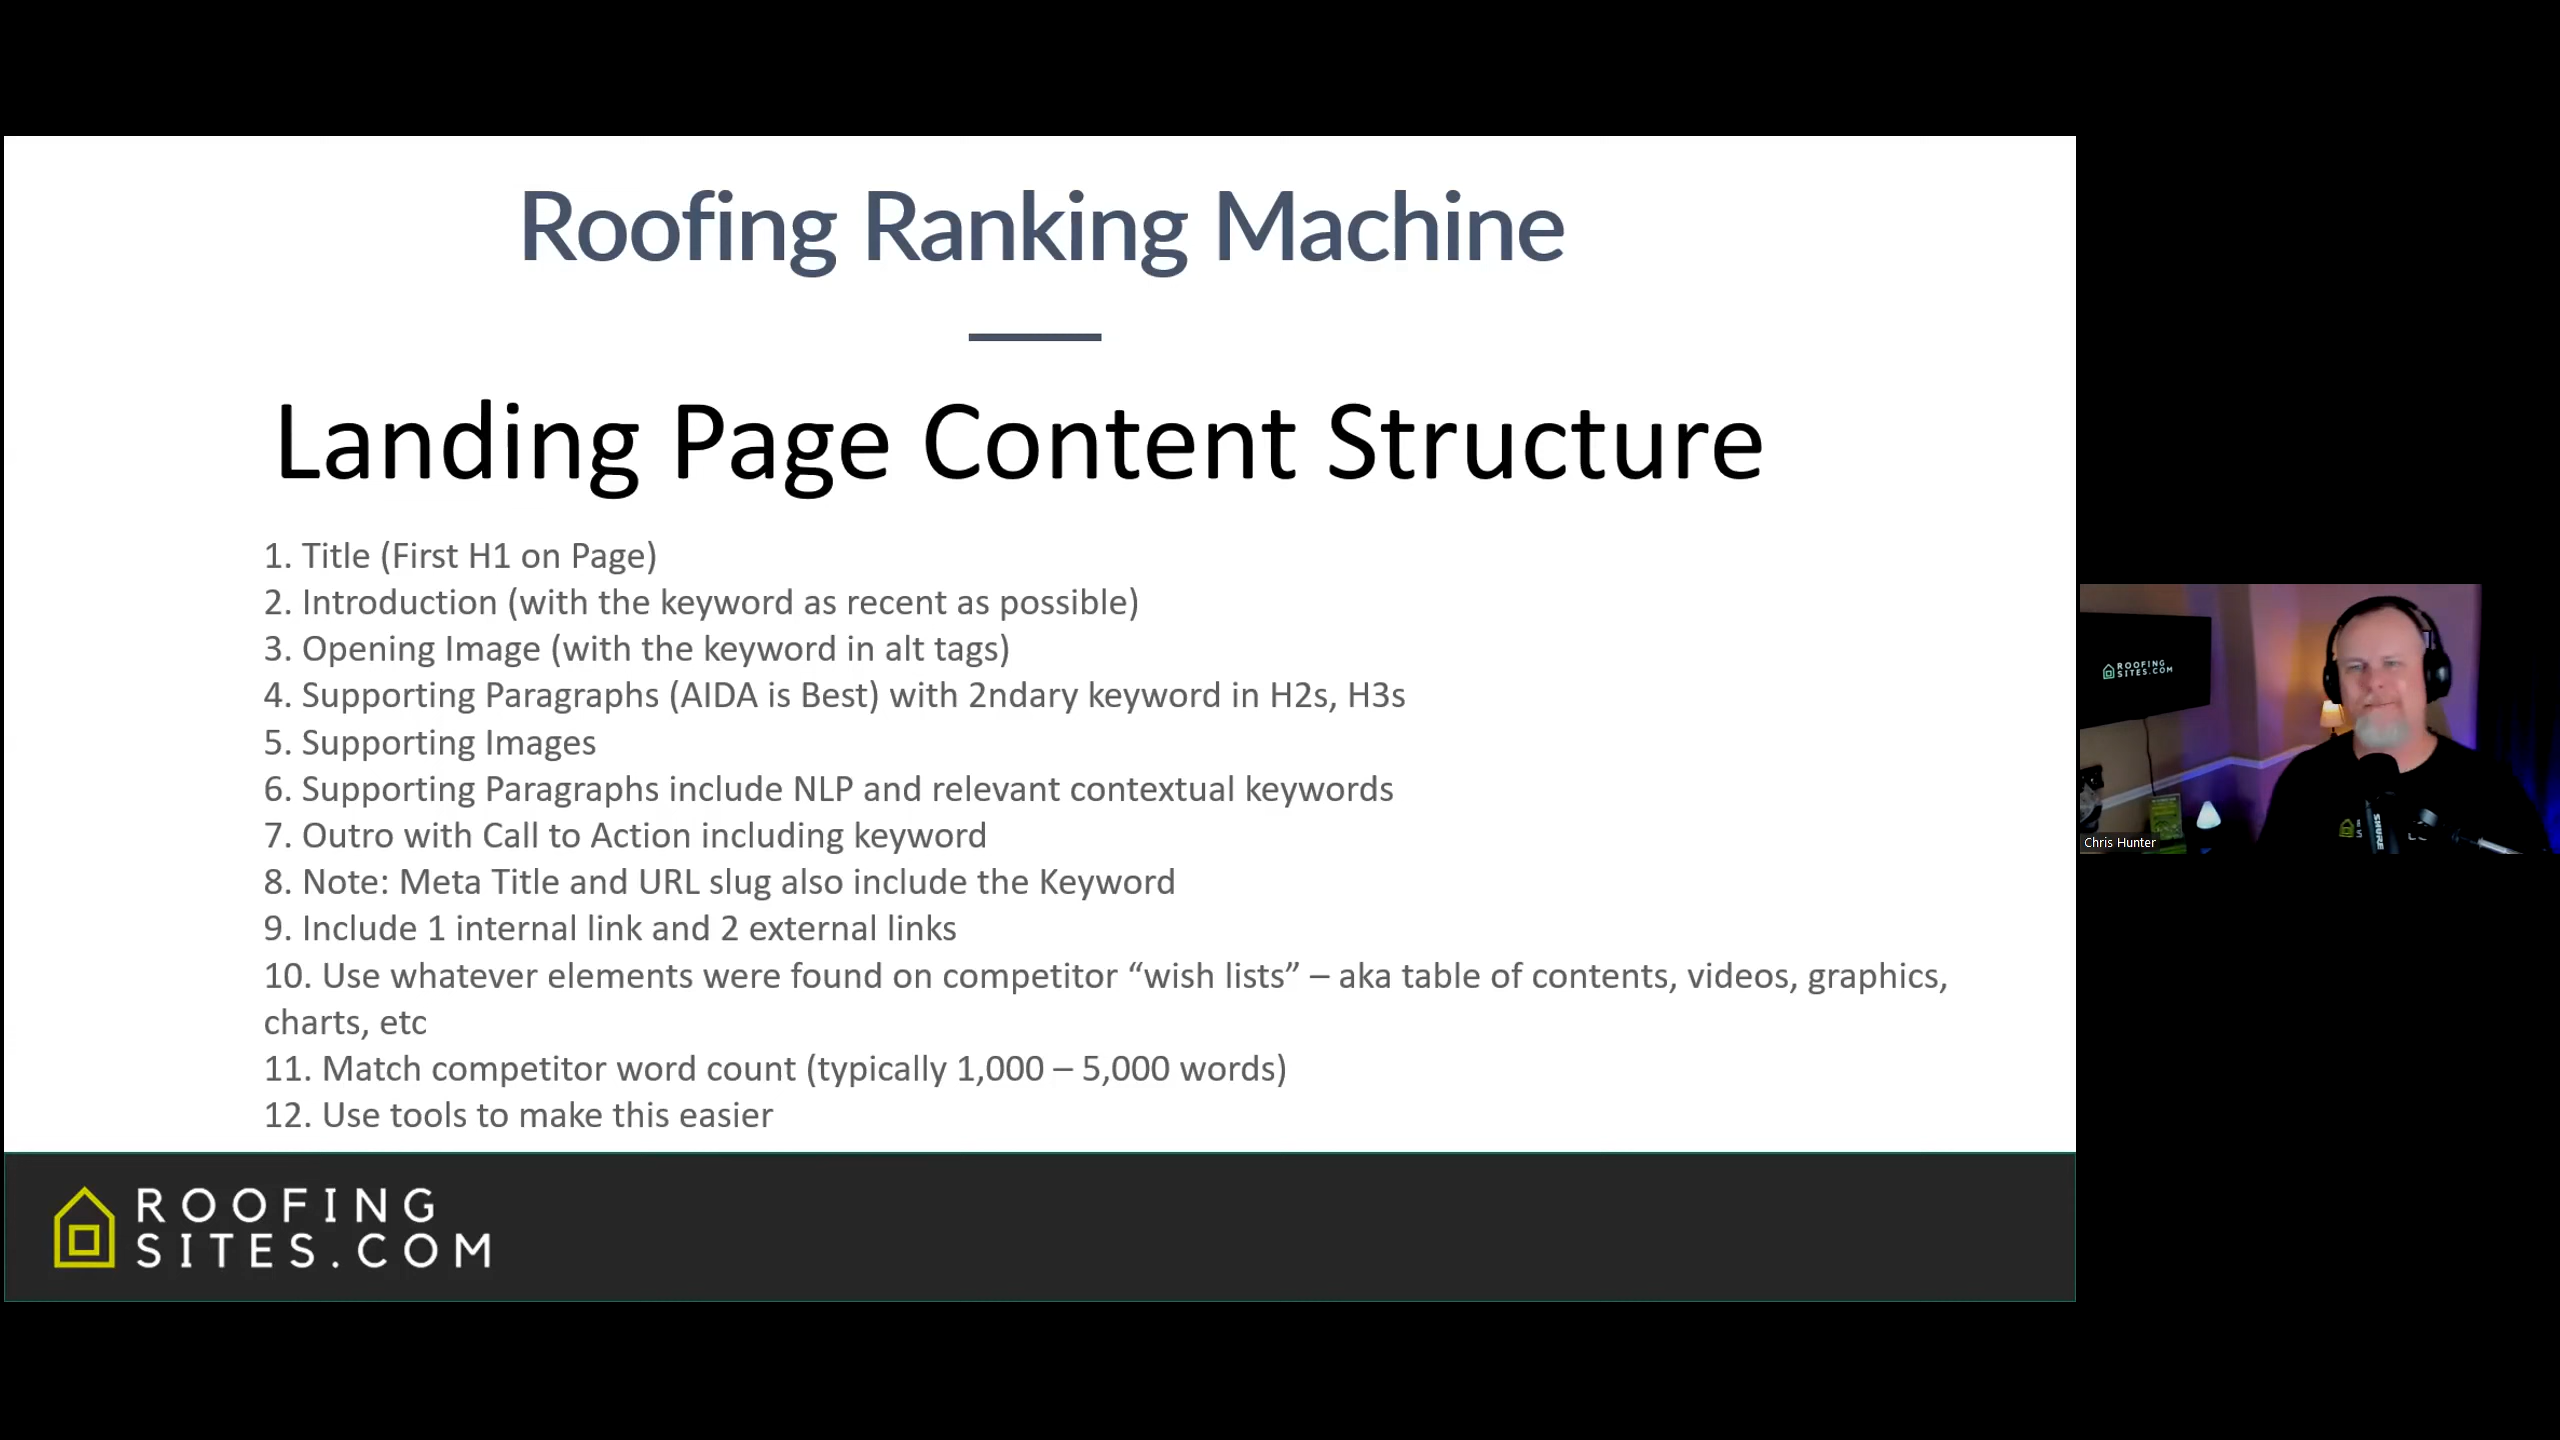 Roofing Ranking Machine
Landing Page Content Structure
1. Title (First H1 on Page)
2. Introduction (with the keyword as recent as possible)
3. Opening Image (with the keyword in alt tags)
4. Supporting Paragraphs (AIDA is Best) with 2ndary keyword in H2s, H3s
5. Supporting Images
6. Supporting Paragraphs include NLP and relevant contextual keywords
7. Outro with Call to Action including keyword
8. Note: Meta Title and URL slug also include the Keyword
9. Include 1 internal link and 2 external links
10. Use whatever elements were found on competitor “wish lists” – aka table of contents, videos, graphics,
charts, etc
11. Match competitor word count (typically 1,000 – 5,000 words)
12. Use tools to make this easier
ROOFING
SITES.COM
ROOFING
SITES.COM
SHURE
Chris Hunter